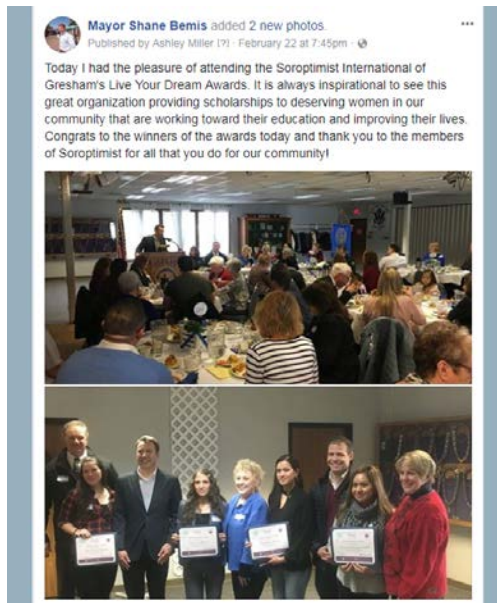 Mayor Shane Bemis added 2 new photos.
Published by Ashley Miller [?] · February 22 at 7:45pm ·
Today I had the pleasure of attending the Soroptimist International of
Gresham's Live Your Dream Awards. It is always inspirational to see this
great organization providing scholarships to deserving women in our
community that are working toward their education and improving their lives.
Congrats to the winners of the awards today and thank you to the members
of Soroptimist for all that you do for our community!